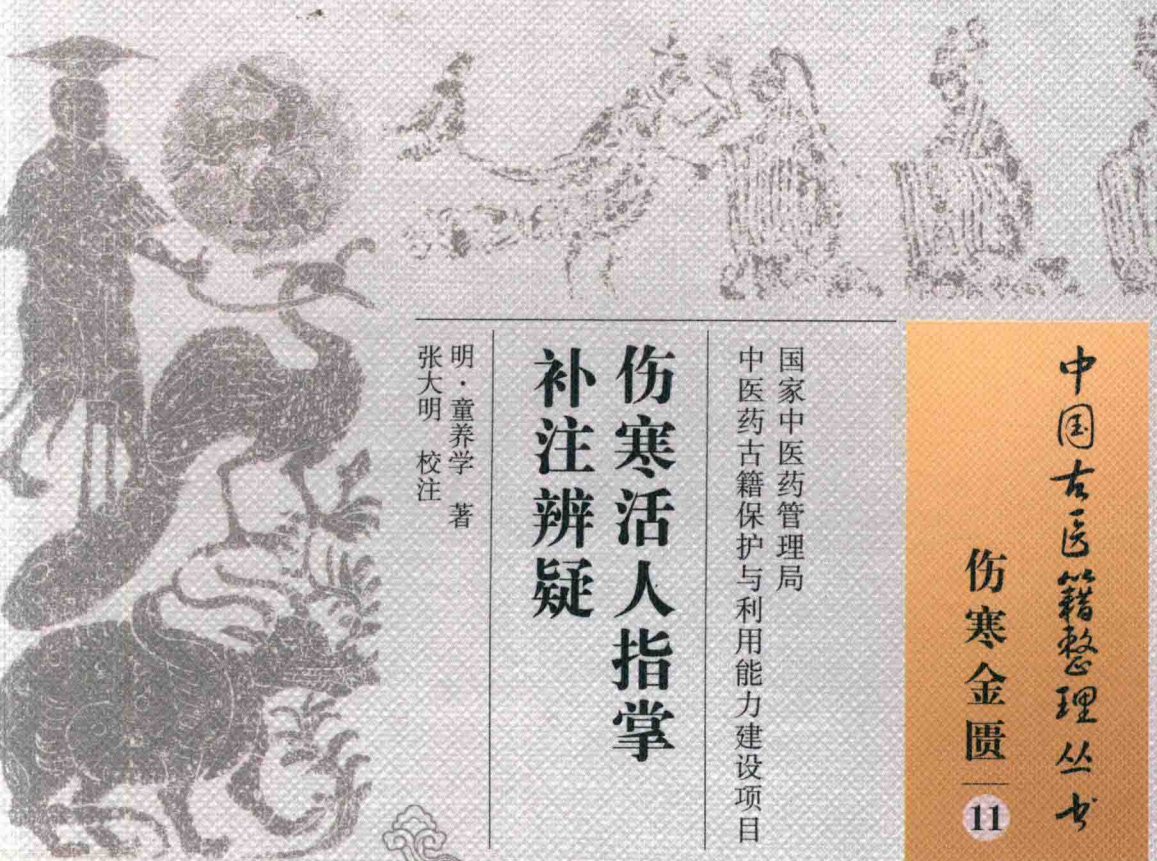 中国古医籍整理丛书
伤寒金匮
11
国家中医药管理局
中医药古籍保护与利用能力建设项目
伤寒活人指掌
补注辨疑
明·童养学 著
张大明 校注